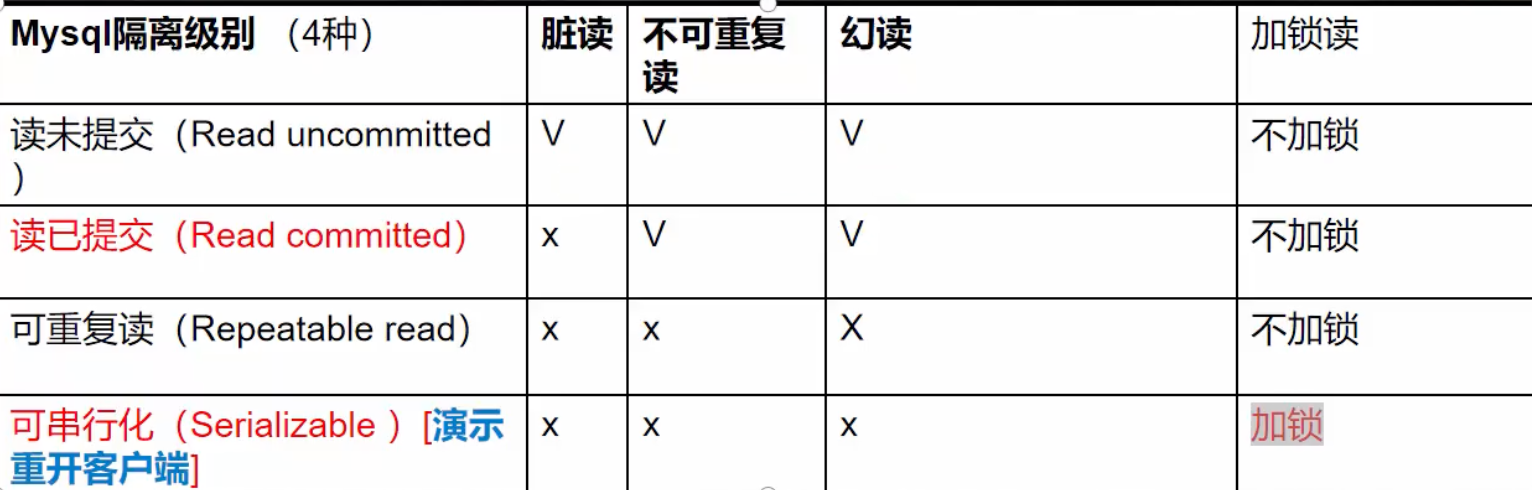 Mysql隔离级别 （4种） 脏读 不可重复读 幻读 加锁读
读未提交（Read uncommitted） V V V 不加锁
读已提交（Read committed） x V V 不加锁
可重复读（Repeatable read） x x X 不加锁
可串行化（Serializable ）[演示重开客户端] x x x 加锁